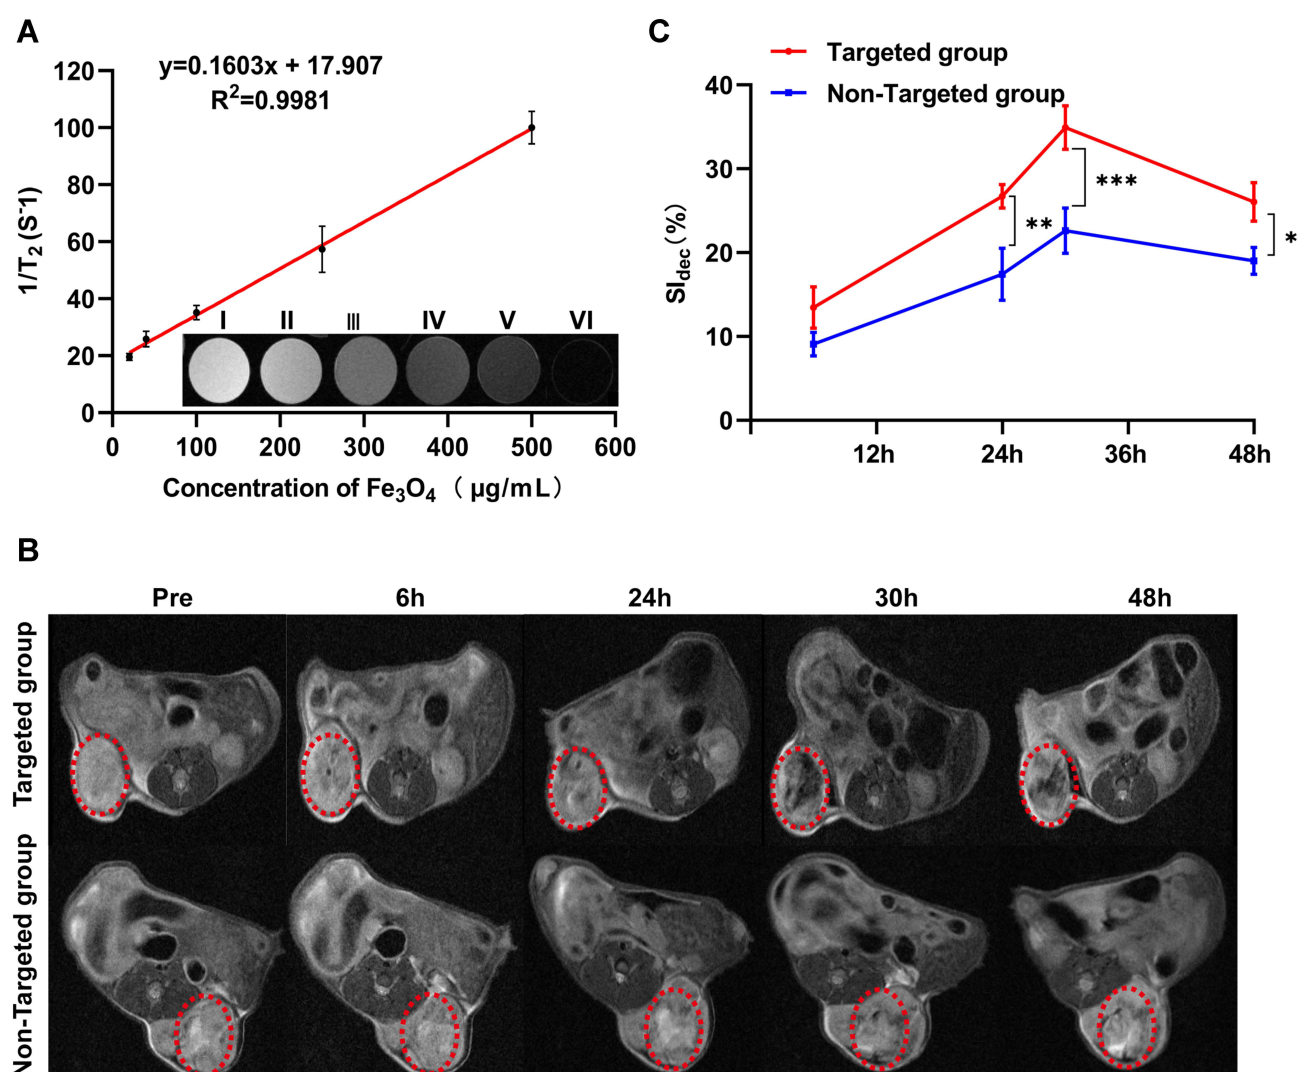 A
y=0.1603x + 17.907
R²=0.9981
120
100
80
60
40
20
0
1/T₂ (S⁻1)
I II III IV V VI
0 100 200 300 400 500 600
Concentration of Fe₃O₄ （ μg/mL）
C
Targeted group
Non-Targeted group
40
30
20
10
0
SIdec（%）
**
***
*
12h 24h 36h 48h
B
Pre 6h 24h 30h 48h
Targeted group
Non-Targeted group